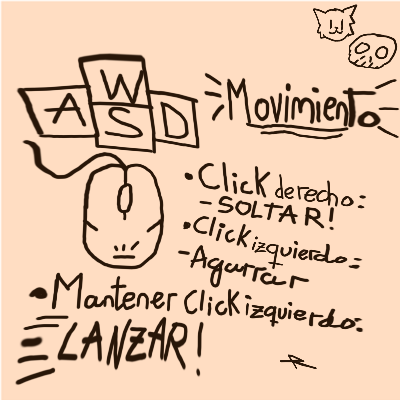 W
A S D
Movimiento
• Click derecho:
- SOLTAR!
• Click izquierdo:
- Agarrar
• Mantener Click izquierdo:
LANZAR!